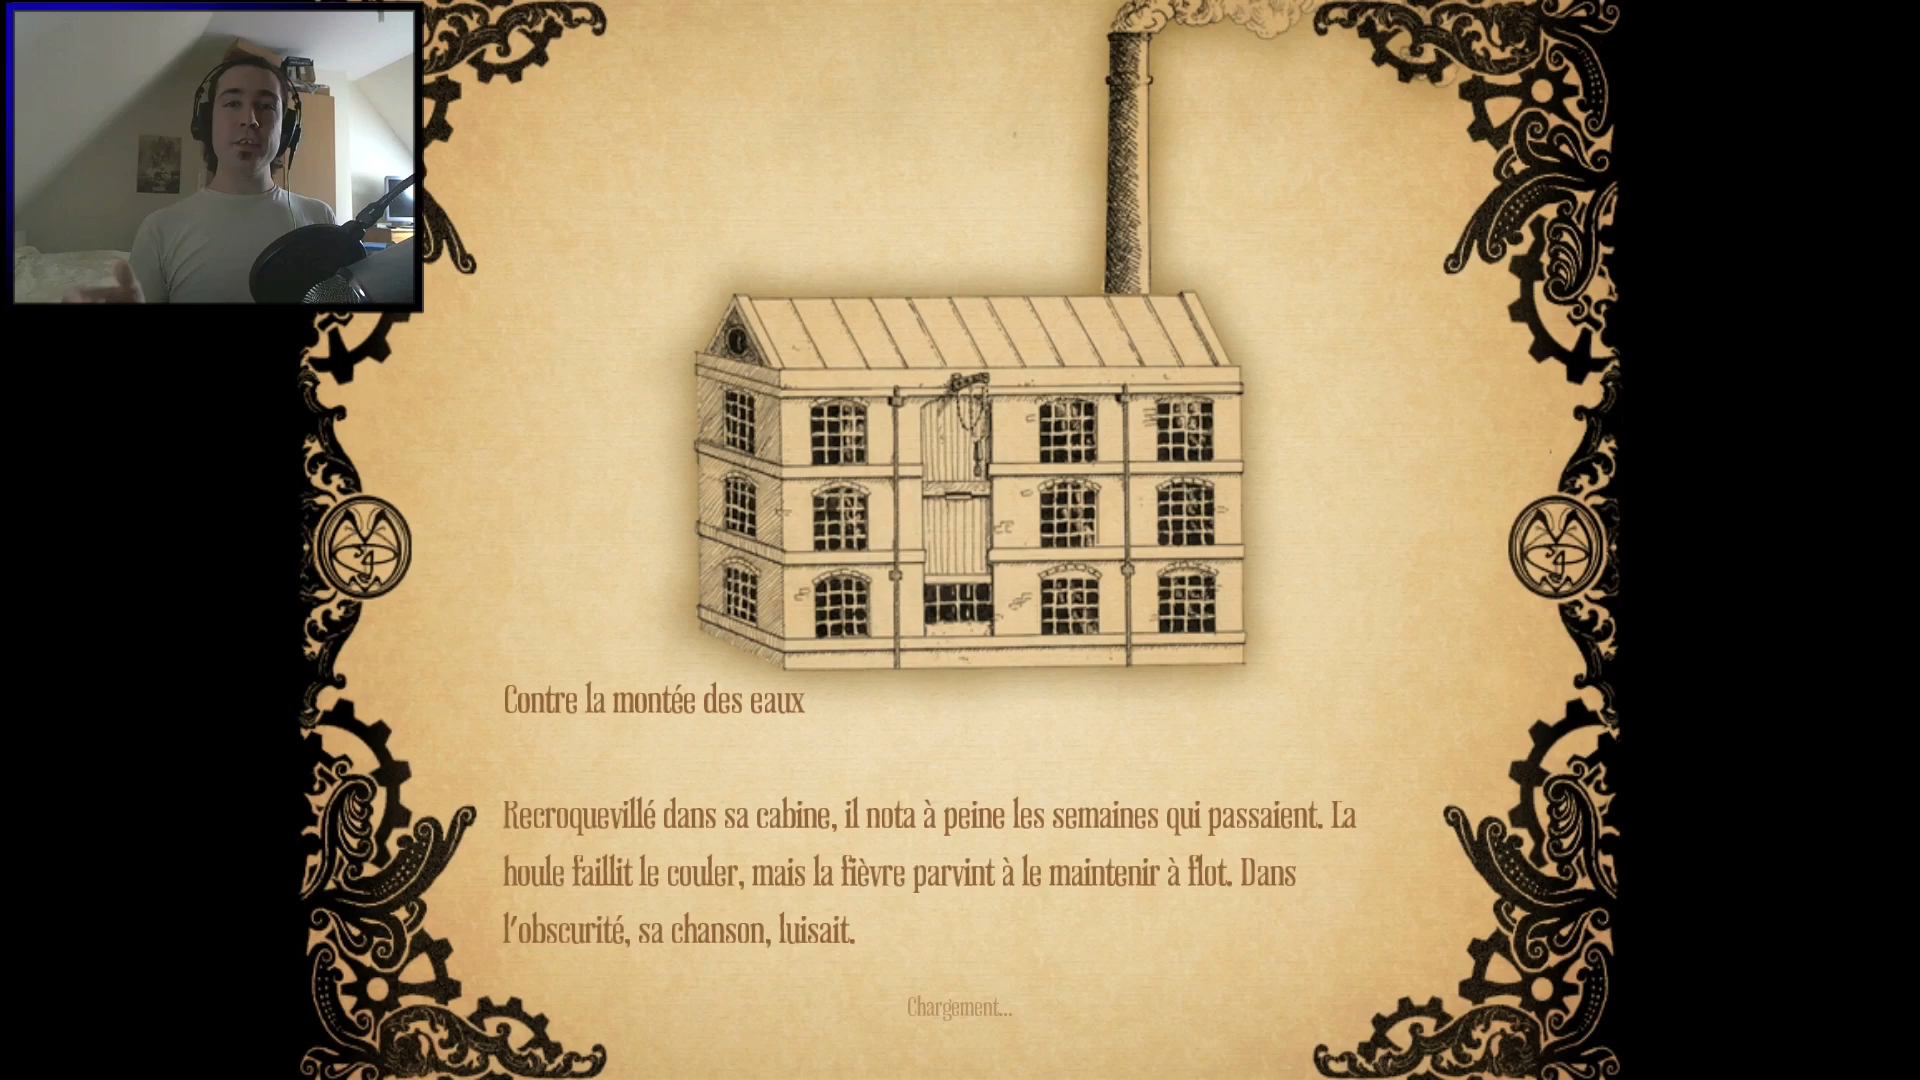 Contre la montée des eaux
Recroquevillé dans sa cabine, il nota à peine les semaines qui passaient. La
houle faillit le couler, mais la fièvre parvint à le maintenir à flot. Dans
l'obscurité, sa chanson, luisait.
Chargement...